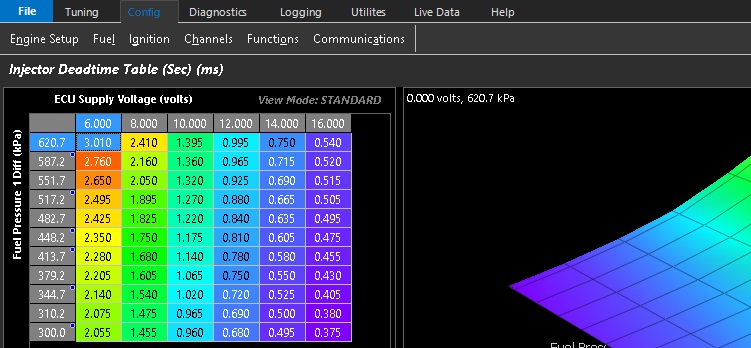 File Tuning Config Diagnostics Logging Utilites Live Data Help
Engine Setup Fuel Ignition Channels Functions Communications
Injector Deadtime Table (Sec) (ms)
ECU Supply Voltage (volts) View Mode: STANDARD
0.000 volts, 620.7 kPa
Fuel Pressure 1 Diff (kPa)
6.000 8.000 10.000 12.000 14.000 16.000
620.7 3.010 2.410 1.395 0.995 0.750 0.540
587.2 2.760 2.160 1.360 0.965 0.715 0.520
551.7 2.650 2.050 1.320 0.925 0.690 0.515
517.2 2.495 1.895 1.270 0.880 0.665 0.505
482.7 2.425 1.825 1.220 0.840 0.635 0.495
448.2 2.350 1.750 1.175 0.810 0.605 0.475
413.7 2.280 1.680 1.140 0.780 0.580 0.455
379.2 2.205 1.605 1.065 0.750 0.550 0.430
344.7 2.140 1.540 1.020 0.720 0.525 0.405
310.2 2.075 1.475 0.965 0.690 0.500 0.380
300.0 2.055 1.455 0.960 0.680 0.495 0.375